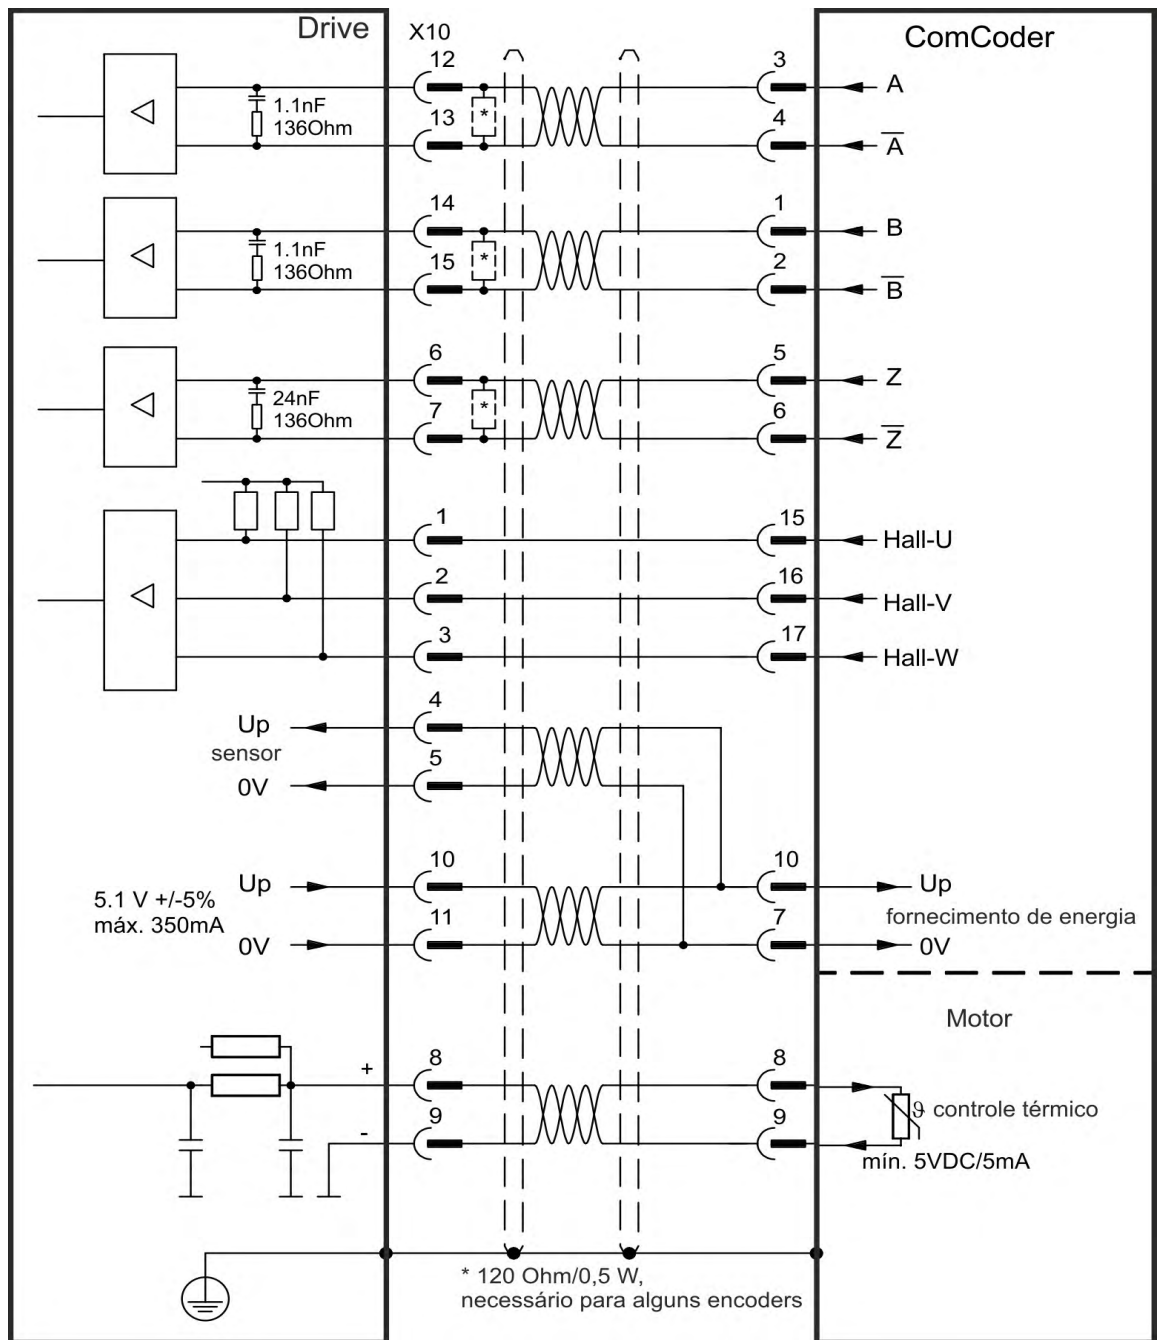 Drive X10 ComCoder
12 3 A
1.1nF
136Ohm
*
13 4 A
14 1 B
1.1nF
136Ohm
*
15 2 B
6 5 Z
24nF
136Ohm
*
7 6 Z
1 15 Hall-U
2 16 Hall-V
3 17 Hall-W
Up 4
sensor
0V 5
5.1 V +/-5%
máx. 350mA
Up 10 10 Up
fornecimento de energia
0V 11 7 0V
Motor
+ 8 8
ϑ controle térmico
- 9 9
mín. 5VDC/5mA
* 120 Ohm/0,5 W,
necessário para alguns encoders